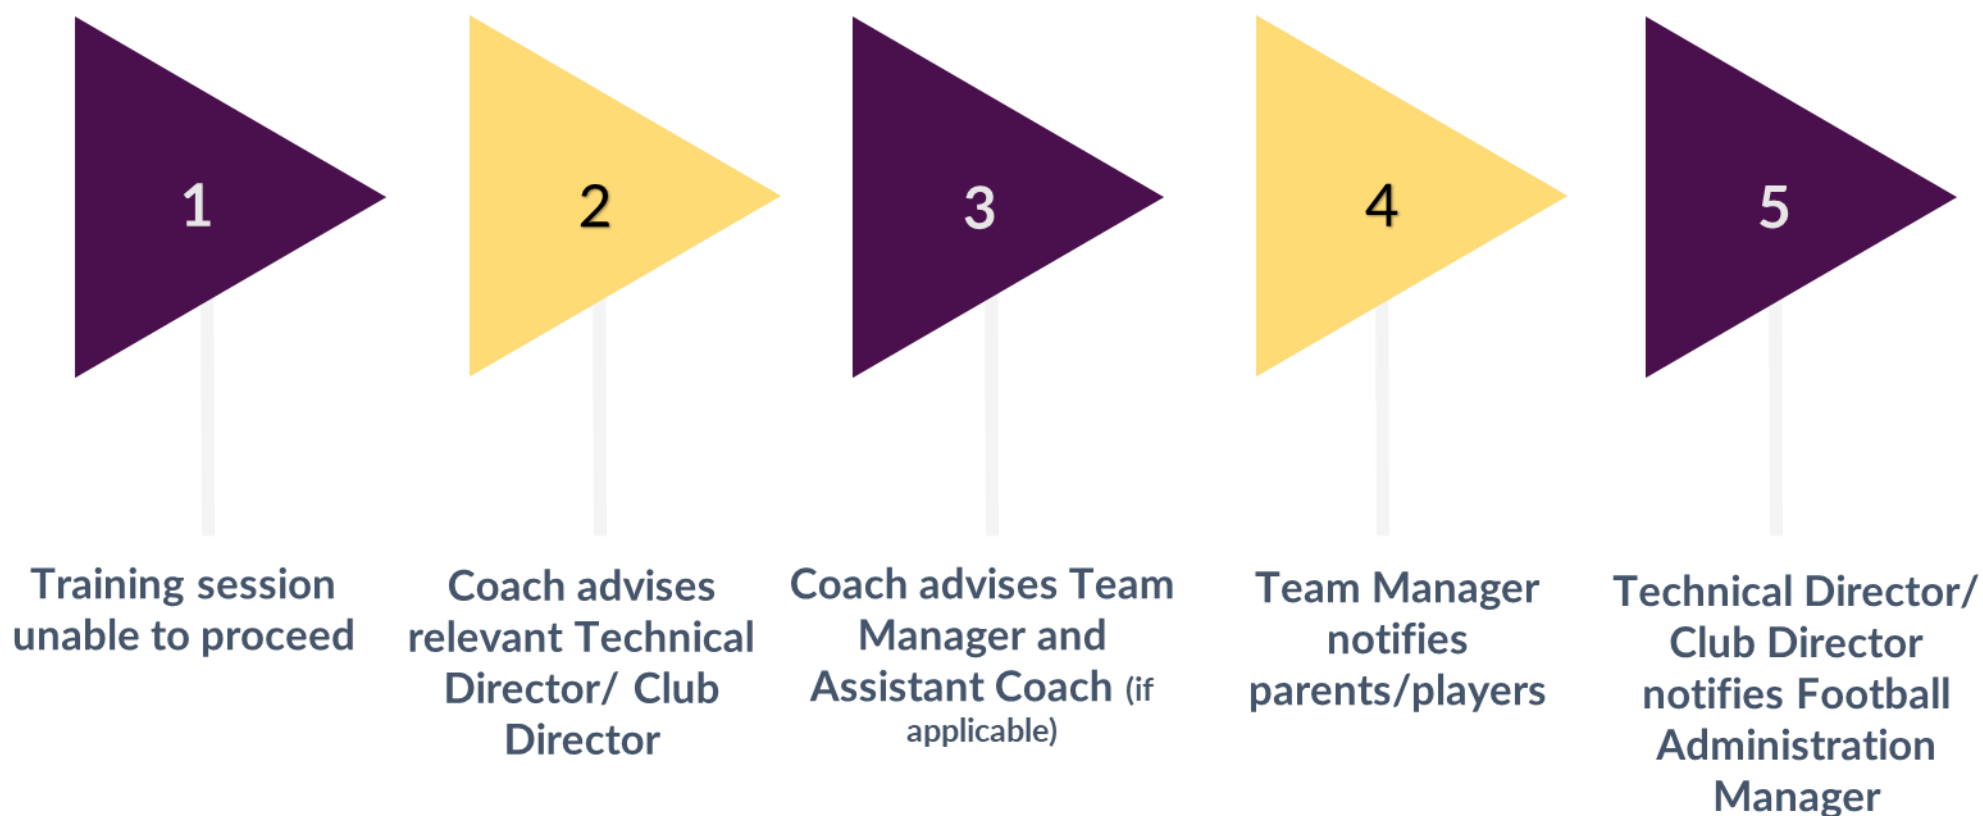 1
Training session
unable to proceed
2
Coach advises
relevant Technical
Director/ Club
Director
3
Coach advises Team
Manager and
Assistant Coach (if
applicable)
4
Team Manager
notifies
parents/players
5
Technical Director/
Club Director
notifies Football
Administration
Manager